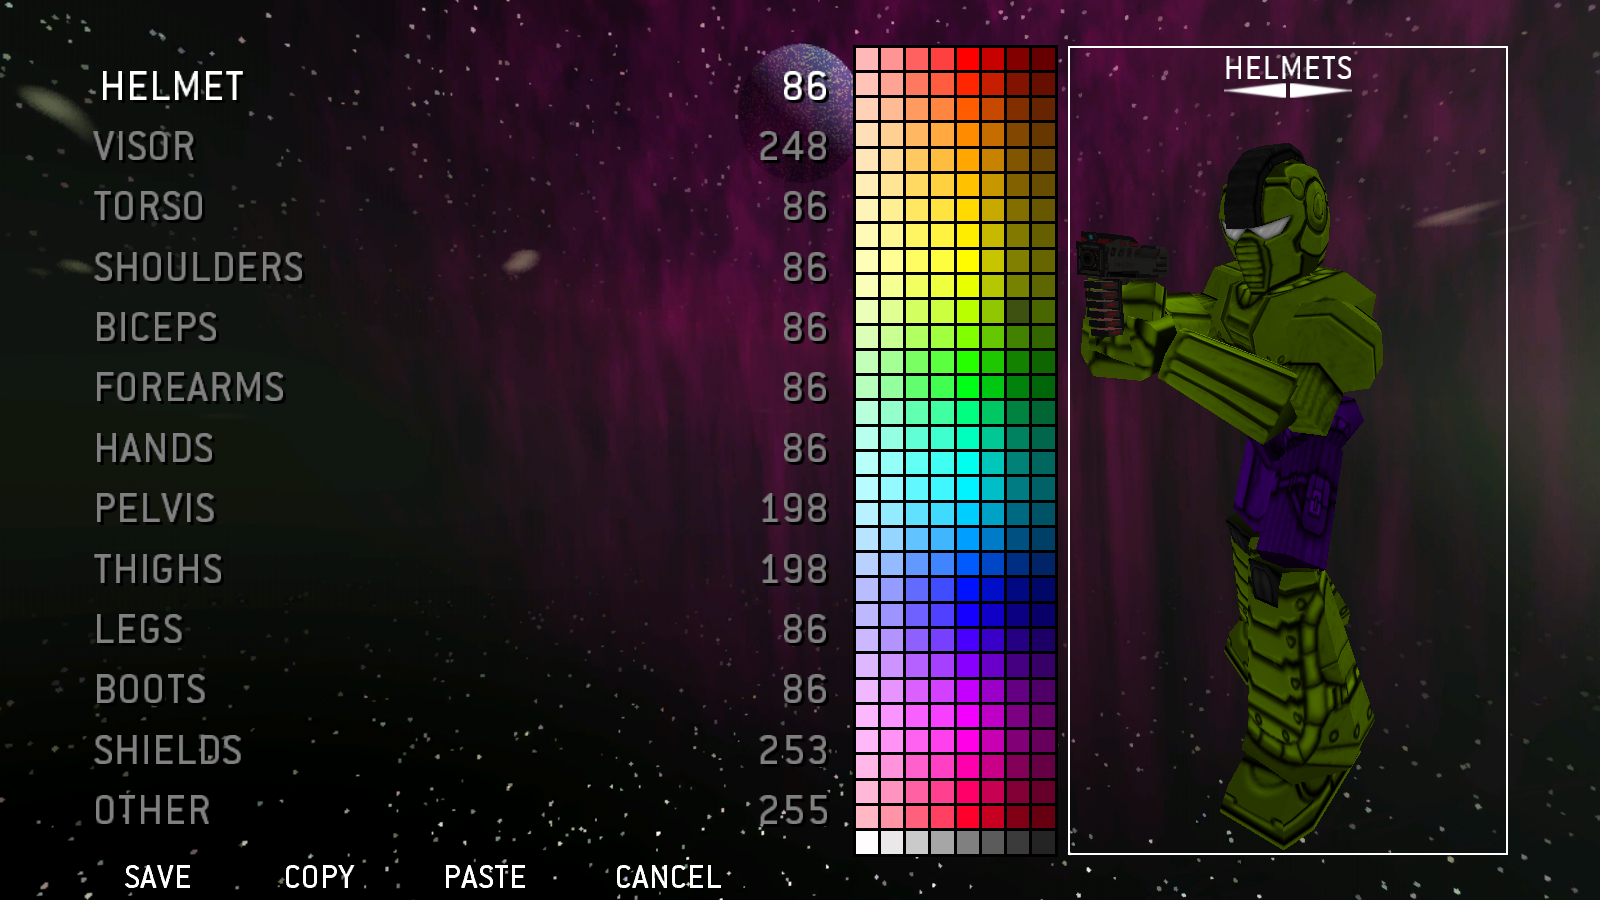 HELMET 86
VISOR 248
TORSO 86
SHOULDERS 86
BICEPS 86
FOREARMS 86
HANDS 86
PELVIS 198
THIGHS 198
LEGS 86
BOOTS 86
SHIELDS 253
OTHER 255
SAVE COPY PASTE CANCEL
HELMETS